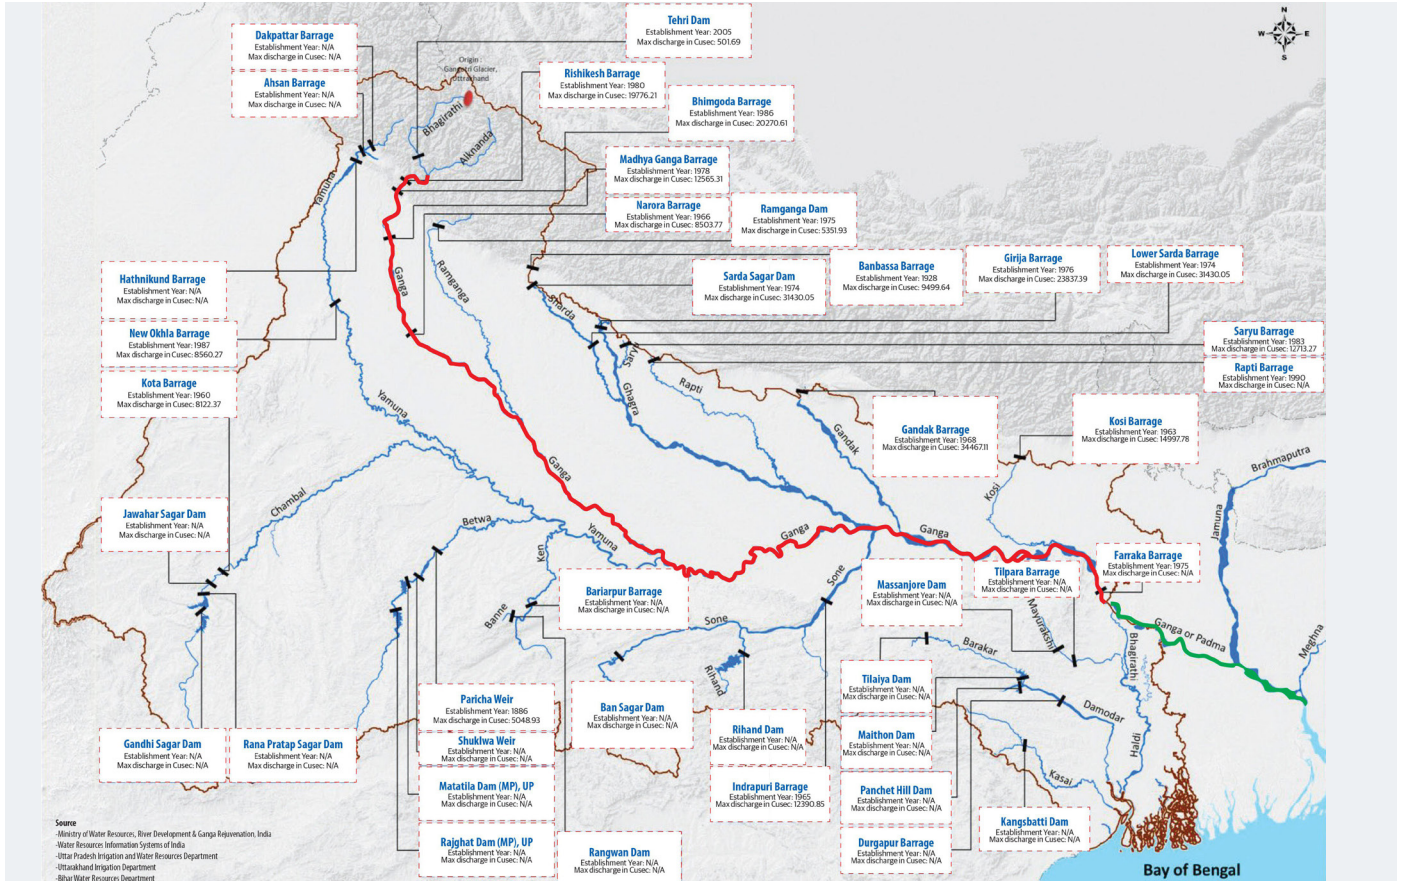 N
W
E
S
Tehri Dam
Establishment Year: 2005
Max discharge in Cusec: 501.69
Dakpattar Barrage
Establishment Year: N/A
Max discharge in Cusec: N/A
Ahsan Barrage
Establishment Year: N/A
Max discharge in Cusec: N/A
Origin
Gangotri Glacier,
Uttrakhand
Rishikesh Barrage
Establishment Year: 1980
Max discharge in Cusec: 19776.21
Bhimgoda Barrage
Establishment Year: 1986
Max discharge in Cusec: 20270.61
Bhagirathi
Alknanda
Yamuna
Madhya Ganga Barrage
Establishment Year: 1978
Max discharge in Cusec: 12565.31
Narora Barrage
Establishment Year: 1966
Max discharge in Cusec: 8503.77
Ramganga Dam
Establishment Year: 1975
Max discharge in Cusec: 5351.93
Hathnikund Barrage
Establishment Year: N/A
Max discharge in Cusec: N/A
Ganga
Ramganga
Sarda Sagar Dam
Establishment Year: 1974
Max discharge in Cusec: 31430.05
Banbassa Barrage
Establishment Year: 1928
Max discharge in Cusec: 9499.64
Girija Barrage
Establishment Year: 1976
Max discharge in Cusec: 23837.39
Lower Sarda Barrage
Establishment Year: 1974
Max discharge in Cusec: 31430.05
New Okhla Barrage
Establishment Year: 1987
Max discharge in Cusec: 8560.27
Sharda
Saryu
Saryu Barrage
Establishment Year: 1983
Max discharge in Cusec: 12713.27
Rapti Barrage
Establishment Year: 1990
Max discharge in Cusec: N/A
Kota Barrage
Establishment Year: 1960
Max discharge in Cusec: 8122.37
Yamuna
Ghagra
Rapti
Gandak
Gandak Barrage
Establishment Year: 1968
Max discharge in Cusec: 34467.11
Kosi Barrage
Establishment Year: 1963
Max discharge in Cusec: 14997.78
Brahmaputra
Ganga
Kosi
Jawahar Sagar Dam
Establishment Year: N/A
Max discharge in Cusec: N/A
Chambal
Betwa
Ken
Yamuna
Ganga
Ganga
Jamuna
Banne
Bariarpur Barrage
Establishment Year: N/A
Max discharge in Cusec: N/A
Sone
Sone
Massanjore Dam
Establishment Year: N/A
Max discharge in Cusec: N/A
Tilpara Barrage
Establishment Year: N/A
Max discharge in Cusec: N/A
Farraka Barrage
Establishment Year: 1975
Max discharge in Cusec: N/A
Mayurakshi
Ganga or Padma
Meghna
Bhagirathi
Barakar
Rihand
Tilaiya Dam
Establishment Year: N/A
Max discharge in Cusec: N/A
Paricha Weir
Establishment Year: 1886
Max discharge in Cusec: 5048.93
Ban Sagar Dam
Establishment Year: N/A
Max discharge in Cusec: N/A
Damodar
Hugli
Gandhi Sagar Dam
Establishment Year: N/A
Max discharge in Cusec: N/A
Rana Pratap Sagar Dam
Establishment Year: N/A
Max discharge in Cusec: N/A
Shuklwa Weir
Establishment Year: N/A
Max discharge in Cusec: N/A
Rihand Dam
Establishment Year: N/A
Max discharge in Cusec: N/A
Maithon Dam
Establishment Year: N/A
Max discharge in Cusec: N/A
Kasai
Matatila Dam (MP), UP
Establishment Year: N/A
Max discharge in Cusec: N/A
Indrapuri Barrage
Establishment Year: 1965
Max discharge in Cusec: 12390.85
Panchet Hill Dam
Establishment Year: N/A
Max discharge in Cusec: N/A
Kangsbatti Dam
Establishment Year: N/A
Max discharge in Cusec: N/A
Rajghat Dam (MP), UP
Establishment Year: N/A
Max discharge in Cusec: N/A
Rangwan Dam
Establishment Year: N/A
Max discharge in Cusec: N/A
Durgapur Barrage
Establishment Year: N/A
Max discharge in Cusec: N/A
Bay of Bengal
Source
-Ministry of Water Resources, River Development & Ganga Rejuvenation, India
-Water Resources Information Systems of India
-Uttar Pradesh Irrigation and Water Resources Department
-Uttarakhand Irrigation Department
-Bihar Water Resources Department